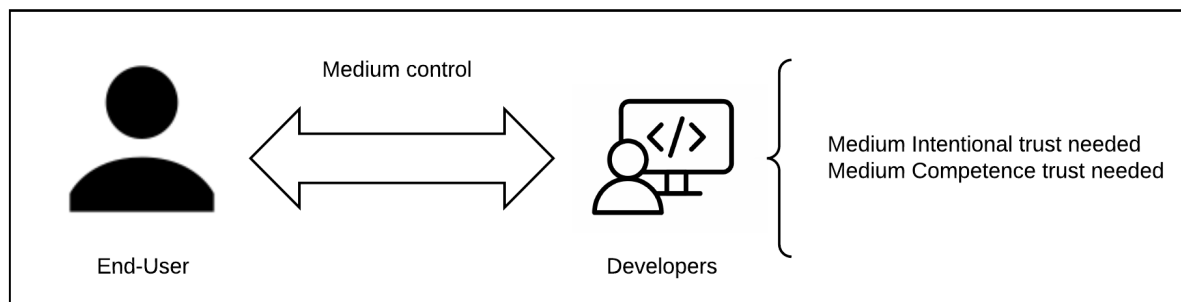 Medium control
</>
Medium Intentional trust needed
Medium Competence trust needed
End-User
Developers